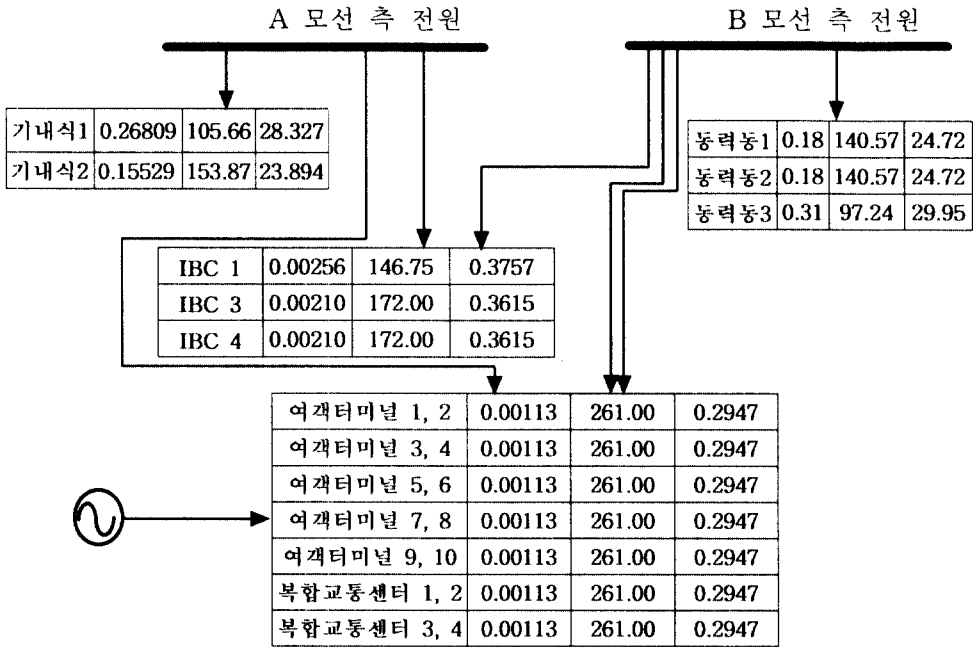 A 모선 측 전원
B 모선 측 전원
기내식1 0.26809 105.66 28.327
기내식2 0.15529 153.87 23.894
동력동1 0.18 140.57 24.72
동력동2 0.18 140.57 24.72
동력동3 0.31 97.24 29.95
IBC 1 0.00256 146.75 0.3757
IBC 3 0.00210 172.00 0.3615
IBC 4 0.00210 172.00 0.3615
여객터미널 1, 2 0.00113 261.00 0.2947
여객터미널 3, 4 0.00113 261.00 0.2947
여객터미널 5, 6 0.00113 261.00 0.2947
여객터미널 7, 8 0.00113 261.00 0.2947
여객터미널 9, 10 0.00113 261.00 0.2947
복합교통센터 1, 2 0.00113 261.00 0.2947
복합교통센터 3, 4 0.00113 261.00 0.2947